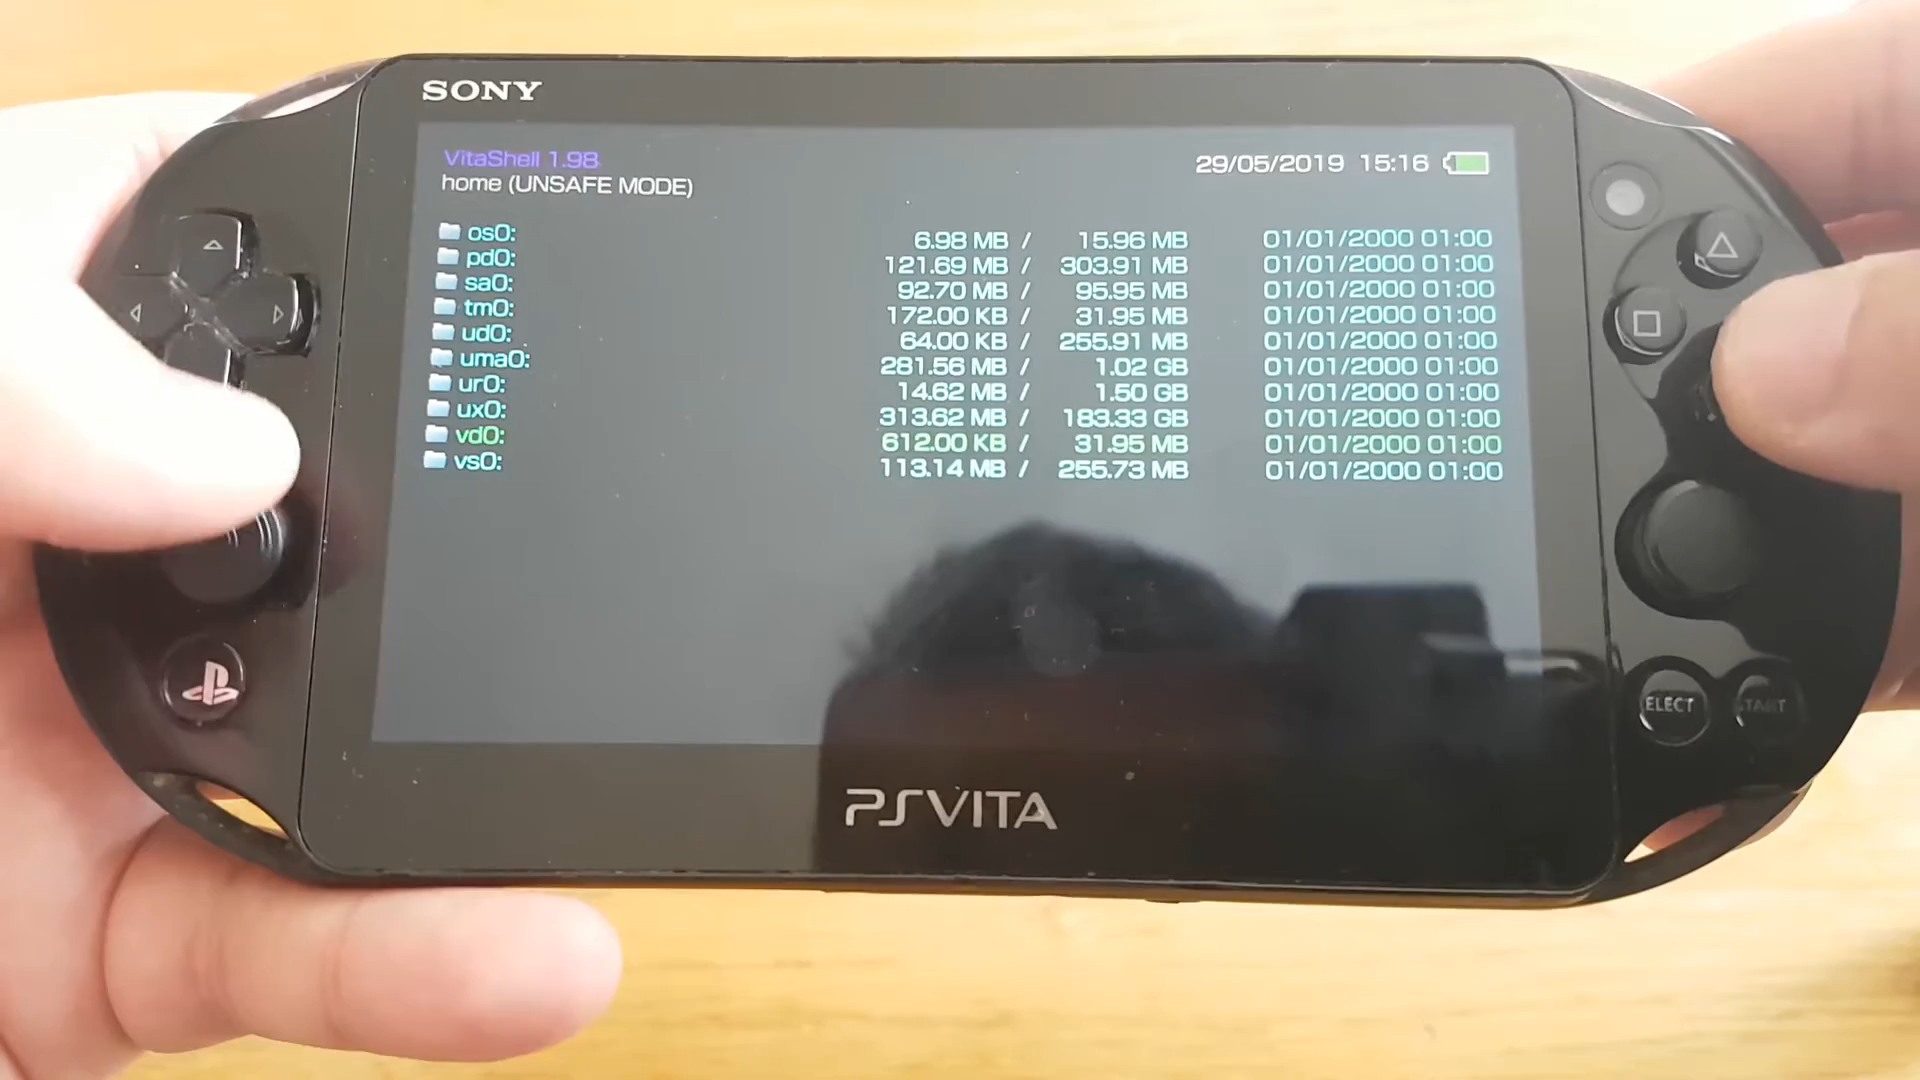 SONY
VitaShell 1.98
29/05/2019 15:16
home (UNSAFE MODE)
os0: 6.98 MB / 15.96 MB 01/01/2000 01:00
pd0: 121.69 MB / 303.91 MB 01/01/2000 01:00
sa0: 92.70 MB / 95.95 MB 01/01/2000 01:00
tm0: 172.00 KB / 31.95 MB 01/01/2000 01:00
ud0: 64.00 KB / 255.91 MB 01/01/2000 01:00
uma0: 281.56 MB / 1.02 GB 01/01/2000 01:00
ur0: 14.62 MB / 1.50 GB 01/01/2000 01:00
ux0: 313.62 MB / 183.33 GB 01/01/2000 01:00
vd0: 612.00 KB / 31.95 MB 01/01/2000 01:00
vs0: 113.14 MB / 255.73 MB 01/01/2000 01:00
ELECT
START
PSVITA